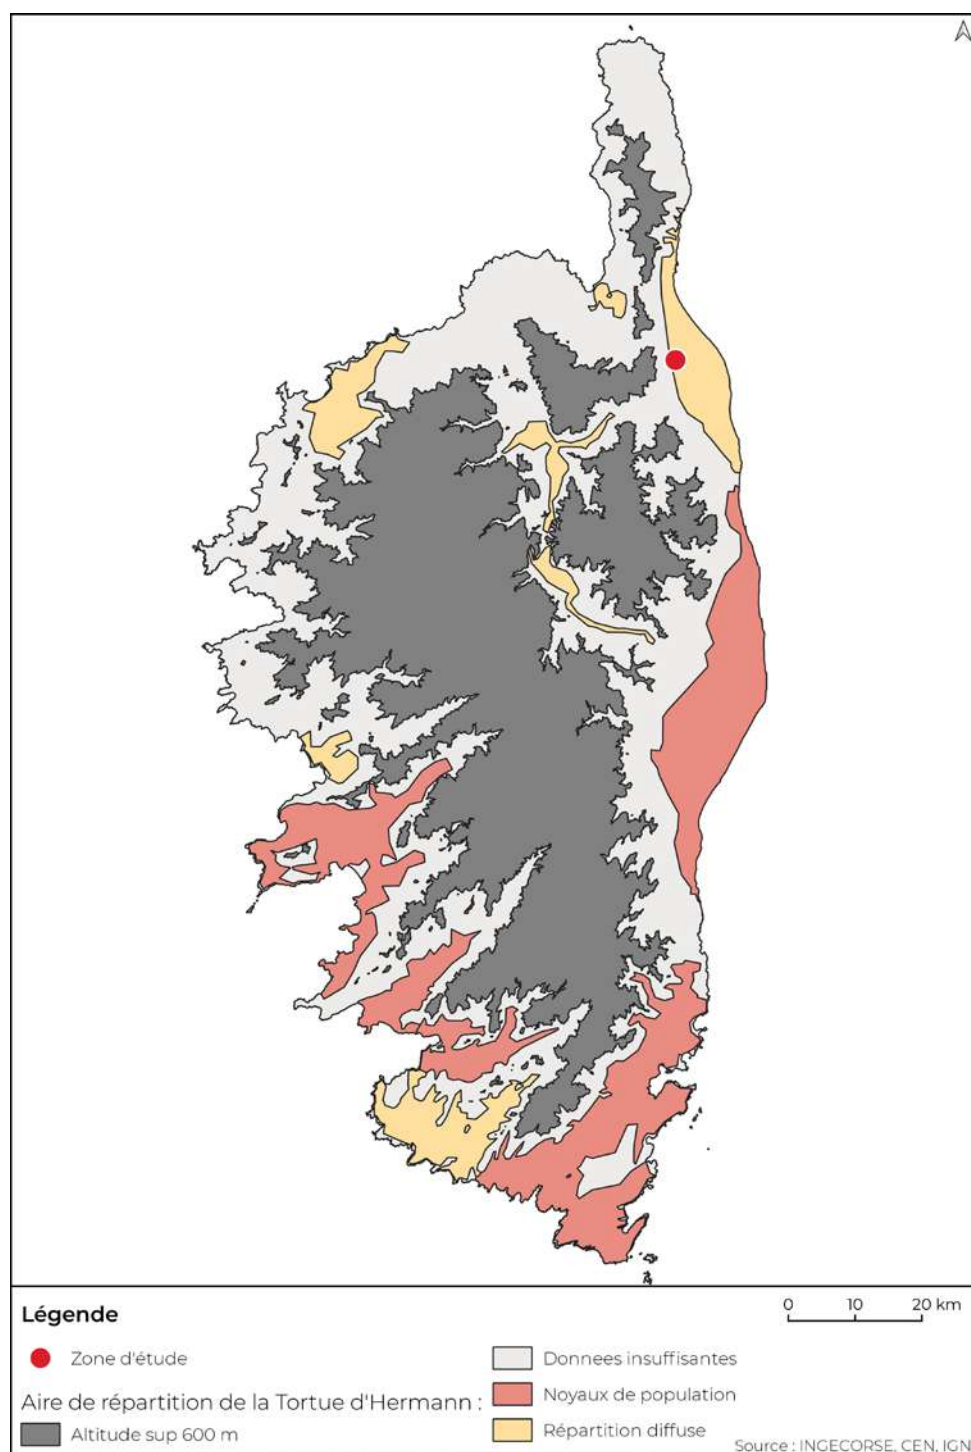 Légende
0 10 20 km
Zone d'étude
Donnees insuffisantes
Aire de répartition de la Tortue d'Hermann :
Noyaux de population
Altitude sup 600 m
Répartition diffuse
Source : INGECORSE, CEN, IGN